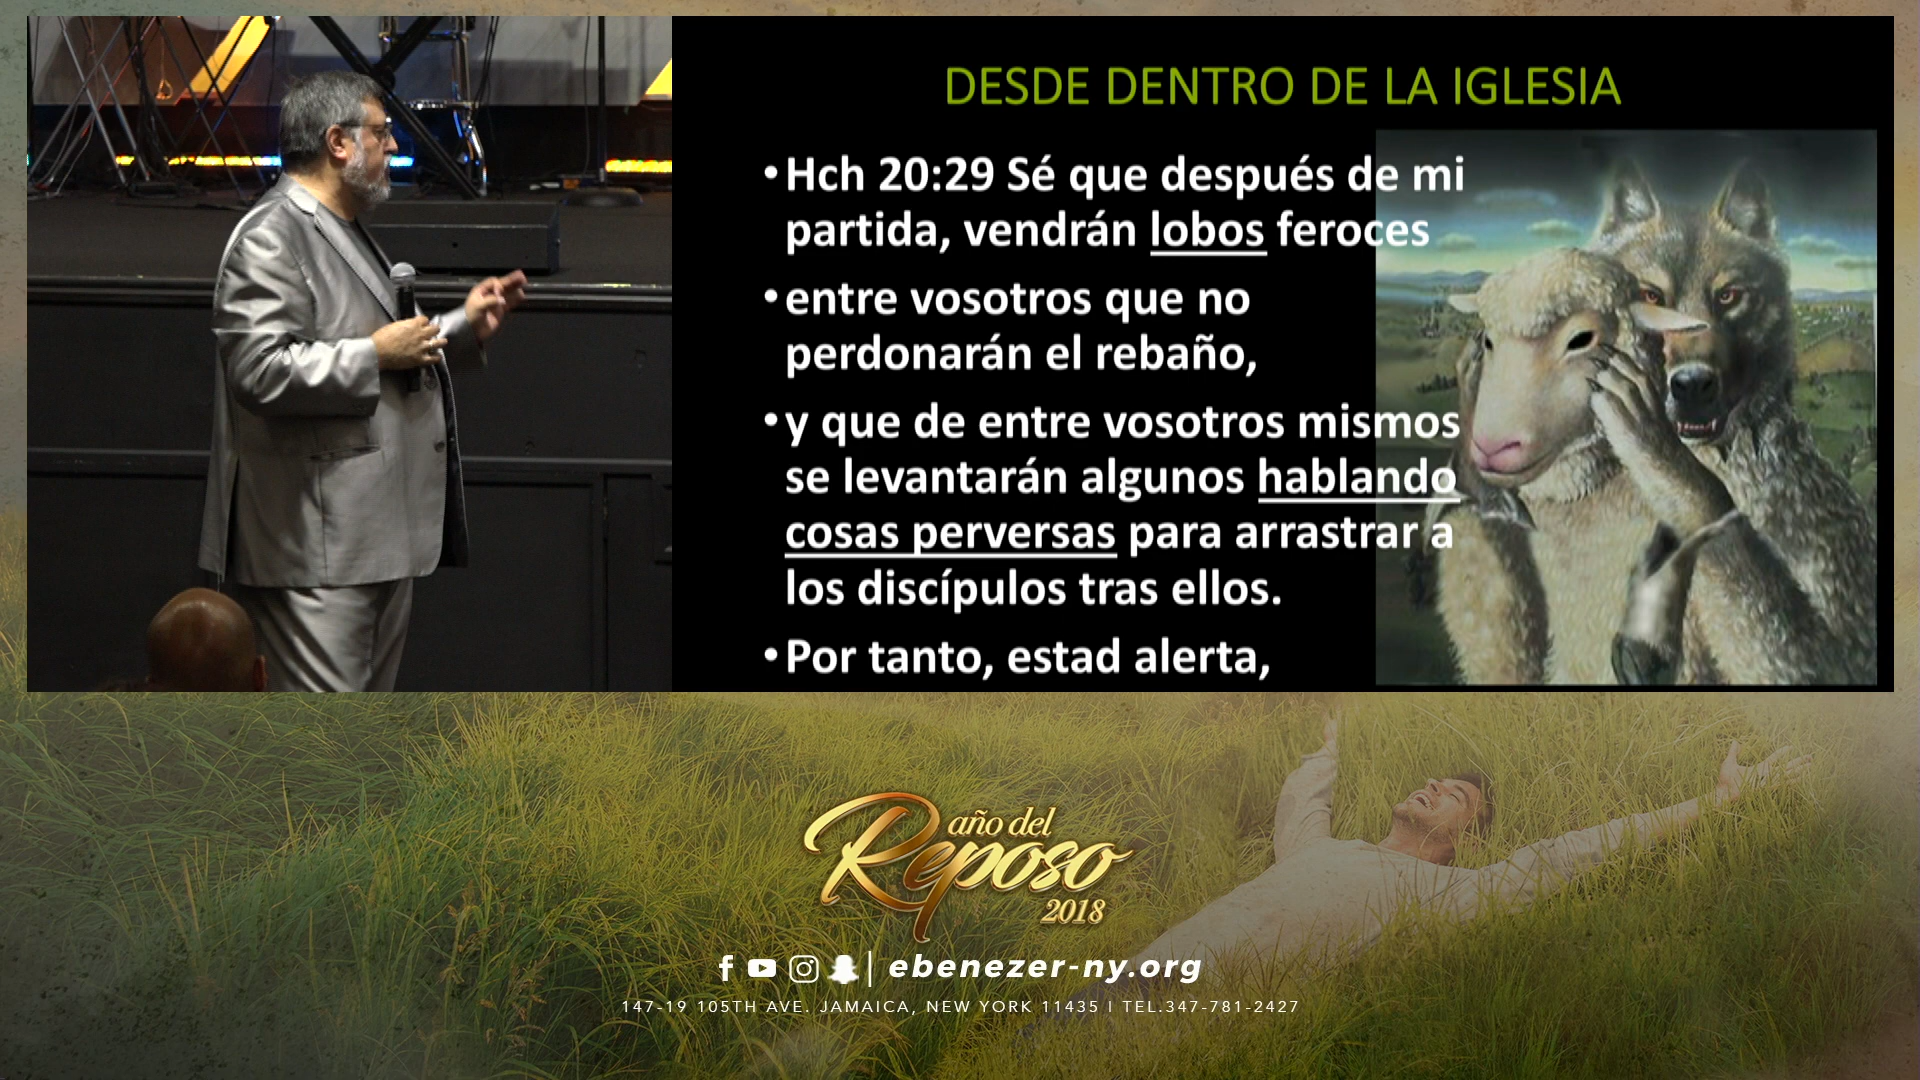 DESDE DENTRO DE LA IGLESIA
•Hch 20:29 Sé que después de mi
partida, vendrán lobos feroces
•entre vosotros que no
perdonarán el rebaño,
•y que de entre vosotros mismos
se levantarán algunos hablando
cosas perversas para arrastrar a
los discípulos tras ellos.
•Por tanto, estad alerta,
año del
Reposo
2018
ebenezer-ny.org
147-19 105TH AVE. JAMAICA, NEW YORK 11435 | TEL.347-781-2427